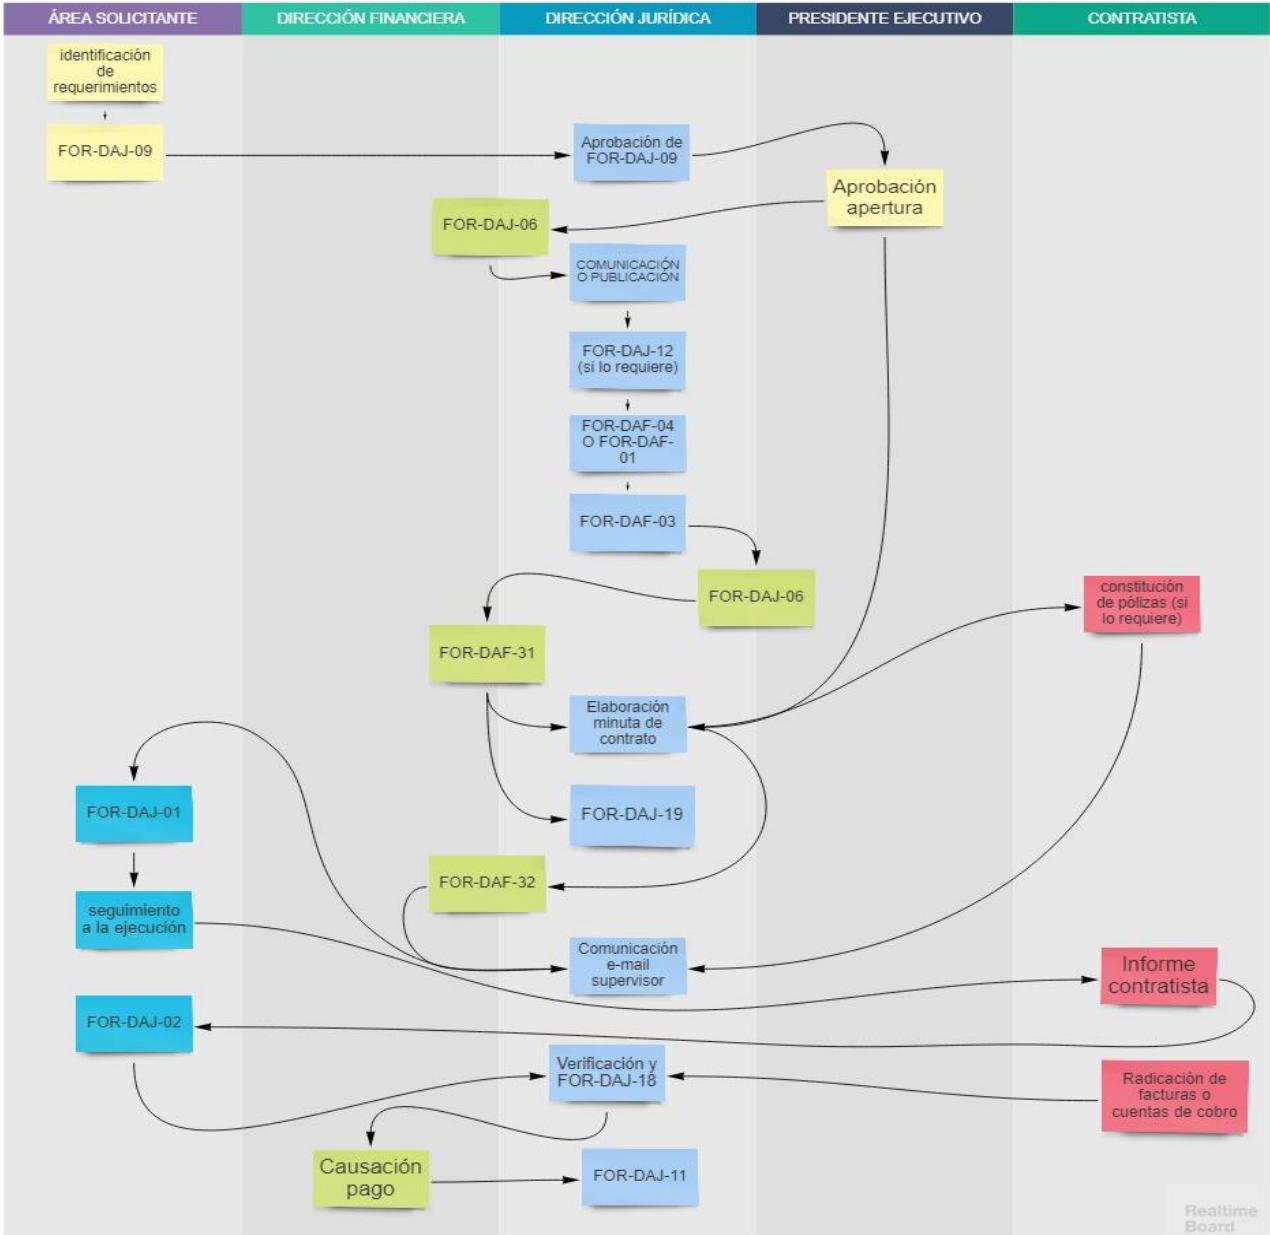 ÁREA SOLICITANTE
DIRECCIÓN FINANCIERA
DIRECCIÓN JURÍDICA
PRESIDENTE EJECUTIVO
CONTRATISTA
identificación
de
requerimientos
FOR-DAJ-09
Aprobación de
FOR-DAJ-09
Aprobación
apertura
FOR-DAJ-06
COMUNICACIÓN
O PUBLICACIÓN
FOR-DAJ-12
(si lo requiere)
FOR-DAF-04
O FOR-DAF-
01
FOR-DAF-03
FOR-DAJ-06
constitución
de pólizas (si
lo requiere)
FOR-DAF-31
Elaboración
minuta de
contrato
FOR-DAJ-01
FOR-DAJ-19
FOR-DAF-32
seguimiento
a la ejecución
Comunicación
e-mail
supervisor
Informe
contratista
FOR-DAJ-02
Verificación y
FOR-DAJ-18
Radicación de
facturas o
cuentas de cobro
Causación
pago
FOR-DAJ-11
Realtime
Board